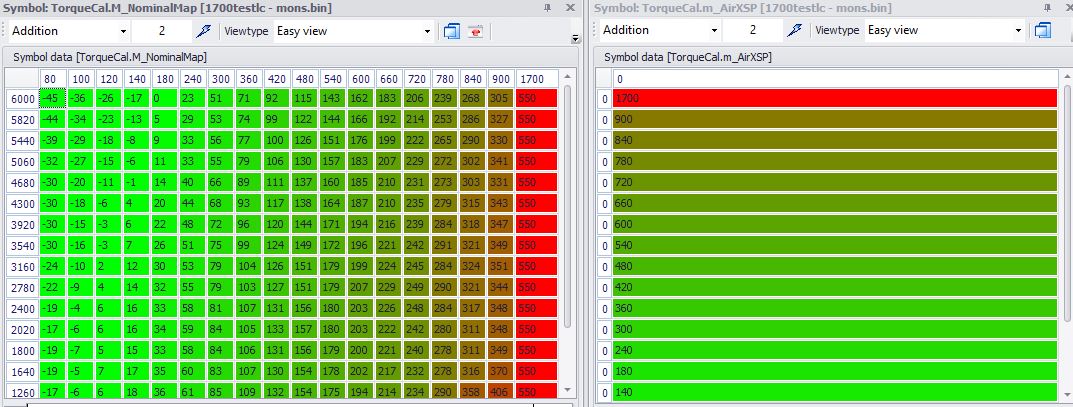 Symbol: TorqueCal.M_NominalMap [1700testlc - mons.bin]
Addition 2 Viewtype Easy view
Symbol data [TorqueCal.M_NominalMap]
80 100 120 140 180 240 300 360 420 480 540 600 660 720 780 840 900 1700
6000 -45 -36 -26 -17 0 23 51 71 92 115 143 162 183 206 239 268 305 550
5820 -44 -34 -23 -13 5 29 53 74 99 122 144 166 192 214 253 286 327 550
5440 -39 -29 -18 -8 9 33 56 77 100 126 151 176 199 222 265 290 330 550
5060 -32 -27 -15 -6 11 33 55 79 106 130 157 183 207 229 272 302 341 550
4680 -30 -20 -11 -1 14 40 66 89 111 137 160 185 210 231 273 303 341 550
4300 -30 -18 -6 4 20 44 68 93 117 138 164 187 210 235 279 315 343 550
3920 -30 -15 -3 6 22 48 72 96 120 144 171 194 216 239 284 318 347 550
3540 -30 -16 -3 7 26 51 75 99 124 149 172 196 221 242 291 321 349 550
3160 -24 -10 2 12 30 53 79 104 130 153 176 199 224 245 288 324 351 550
2780 -22 -9 4 14 32 55 79 103 127 151 179 201 229 249 290 321 349 550
2400 -19 -4 6 16 33 58 81 107 131 156 180 203 226 248 284 317 348 550
2020 -17 -6 6 16 34 59 84 105 133 157 180 203 222 242 280 311 348 550
1800 -19 -7 5 15 33 58 84 106 131 154 180 202 217 238 278 309 349 550
1640 -19 -5 7 17 35 60 83 107 130 154 178 202 217 232 278 316 370 550
1260 -17 -6 6 18 36 61 85 109 132 154 175 194 214 234 290 358 406 550
Symbol: TorqueCal.m_AirXSP [1700testlc - mons.bin]
Addition 2 Viewtype Easy view
Symbol data [TorqueCal.m_AirXSP]
0
0 1700
0 900
0 840
0 780
0 720
0 660
0 600
0 540
0 480
0 420
0 360
0 300
0 240
0 180
0 140